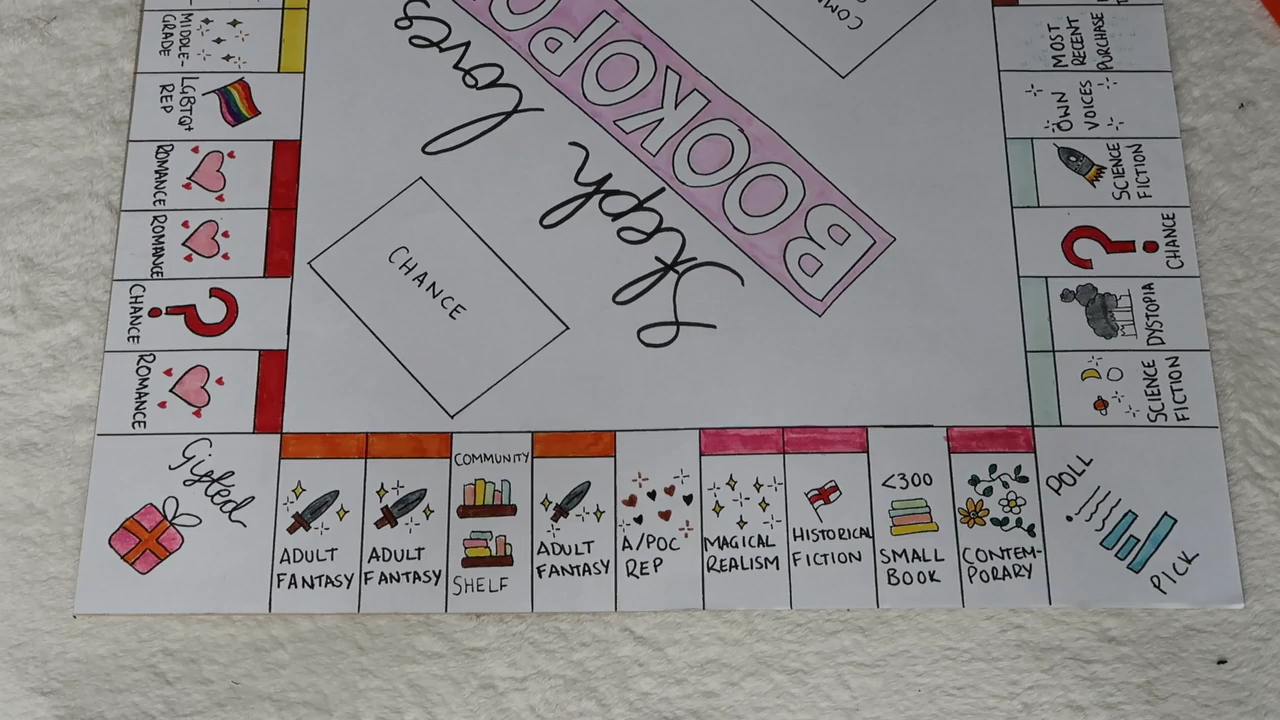 MIDDLE-
GRADE
LGBTQ+
REP
ROMANCE
ROMANCE
CHANCE
ROMANCE
Gifted
ADULT
FANTASY
ADULT
FANTASY
COMMUNITY
SHELF
ADULT
FANTASY
A/POC
REP
MAGICAL
REALISM
HISTORICAL
FICTION
<300
SMALL
BOOK
CONTEM-
PORARY
POLL
PICK
SCIENCE
FICTION
DYSTOPIA
CHANCE
SCIENCE
FICTION
OWN
VOICES
MOST
RECENT
PURCHASE
CHANCE
Steph loves
BOOKOPO
COM